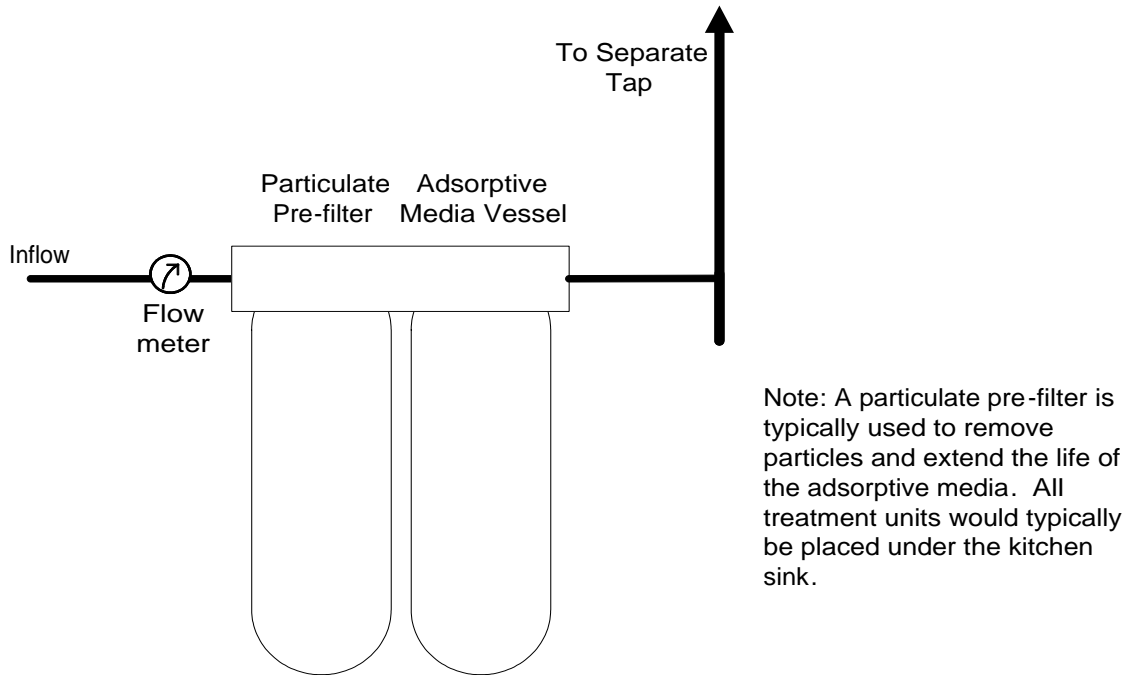 To Separate
Tap
Particulate
Pre-filter
Adsorptive
Media Vessel
Inflow
Flow
meter
Note: A particulate pre-filter is
typically used to remove
particles and extend the life of
the adsorptive media. All
treatment units would typically
be placed under the kitchen
sink.